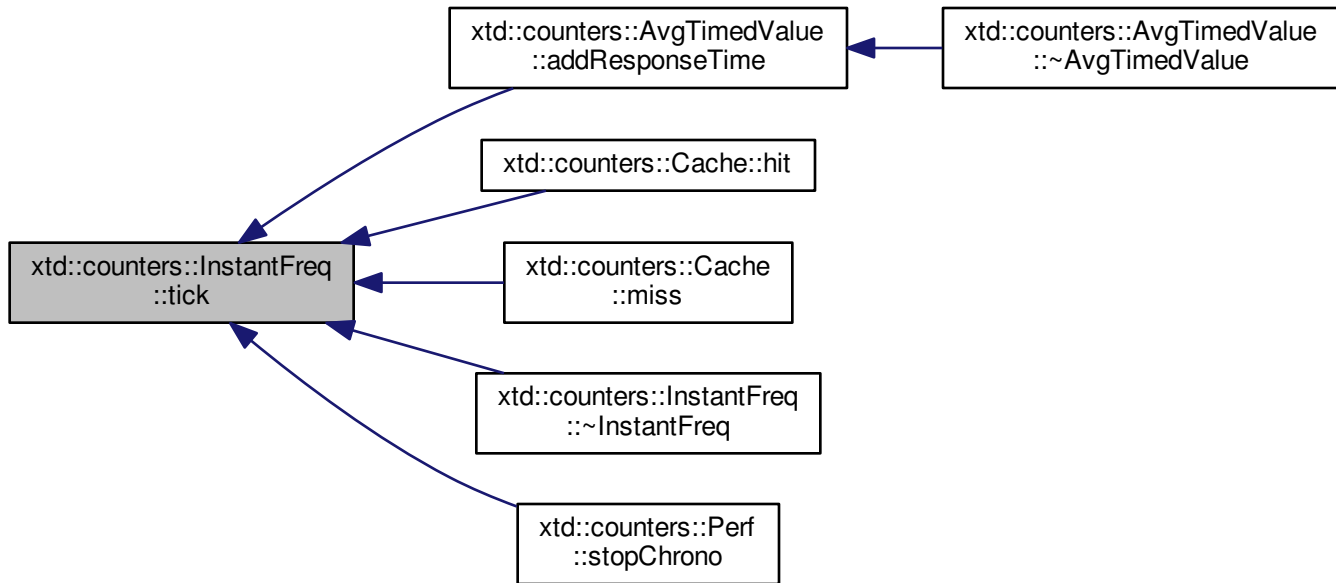 xtd::counters::AvgTimedValue
::addResponseTime
xtd::counters::AvgTimedValue
::~AvgTimedValue
xtd::counters::Cache::hit
xtd::counters::InstantFreq
::tick
xtd::counters::Cache
::miss
xtd::counters::InstantFreq
::~InstantFreq
xtd::counters::Perf
::stopChrono